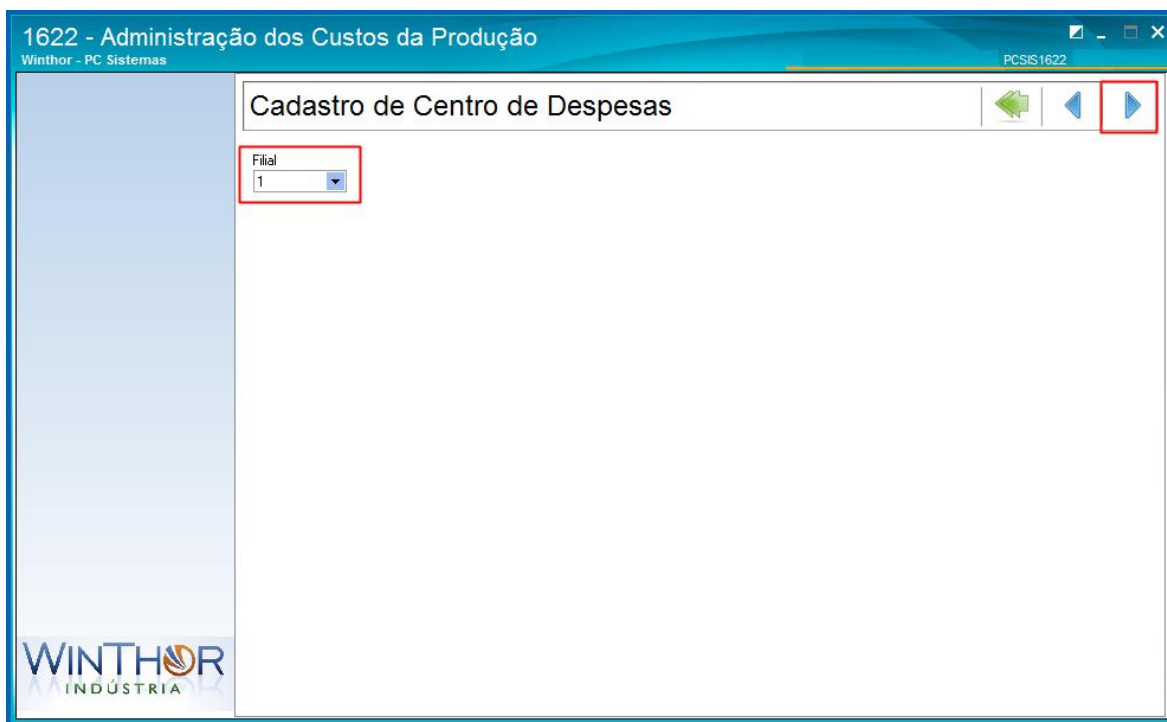 1622 - Administração dos Custos da Produção
Winthor - PC Sistemas
PCSIS1622
Cadastro de Centro de Despesas
Filial
1
WINTHOR
INDÚSTRIA